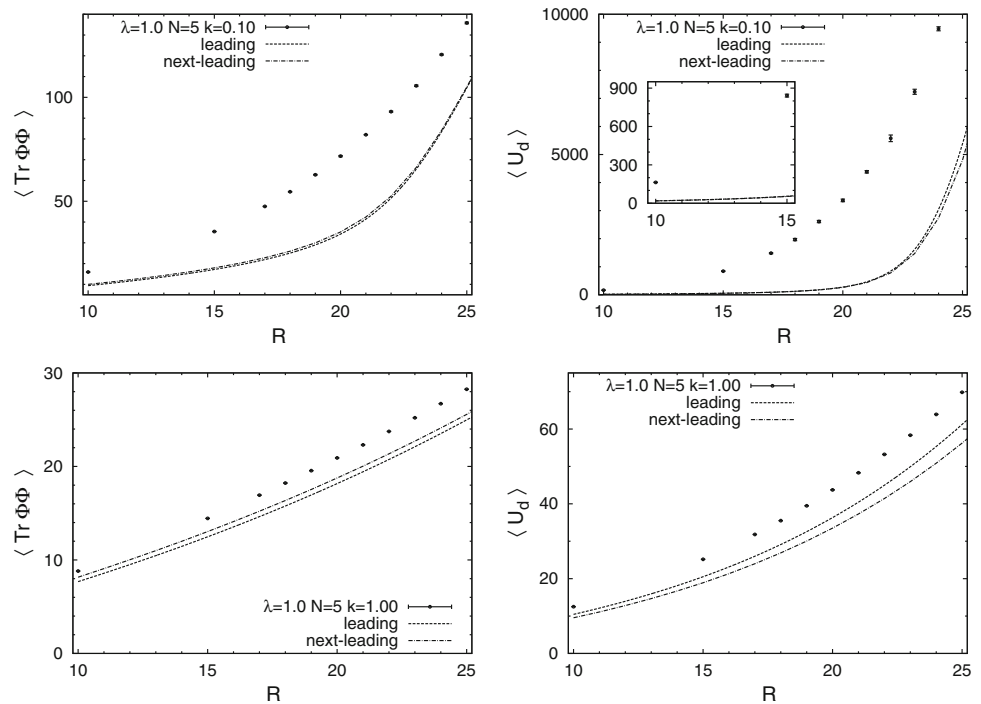 λ=1.0 N=5 k=0.10
leading
next-leading
⟨ Tr ΦΦ ⟩
100
50
10 15 20 25
R
λ=1.0 N=5 k=0.10
leading
next-leading
⟨ U_d ⟩
10000
5000
0
900
600
300
0
10 15
10 15 20 25
R
λ=1.0 N=5 k=1.00
leading
next-leading
⟨ Tr ΦΦ ⟩
30
20
10
0
10 15 20 25
R
λ=1.0 N=5 k=1.00
leading
next-leading
⟨ U_d ⟩
60
40
20
0
10 15 20 25
R